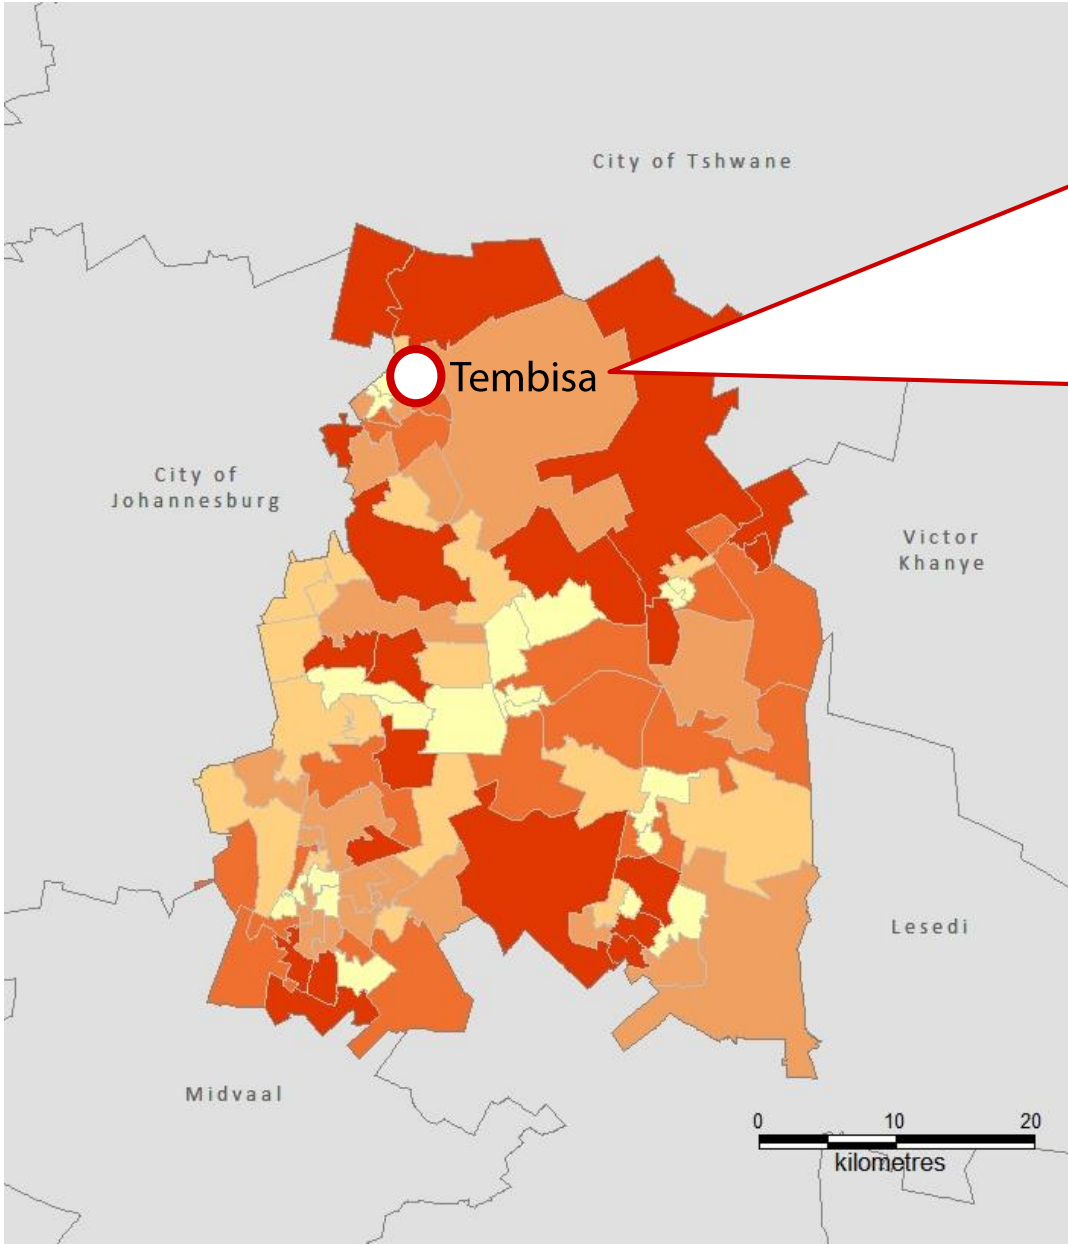 City of Tshwane
Tembisa
City of
Johannesburg
Victor
Khanye
Lesedi
Midvaal
0 10 20
kilometres